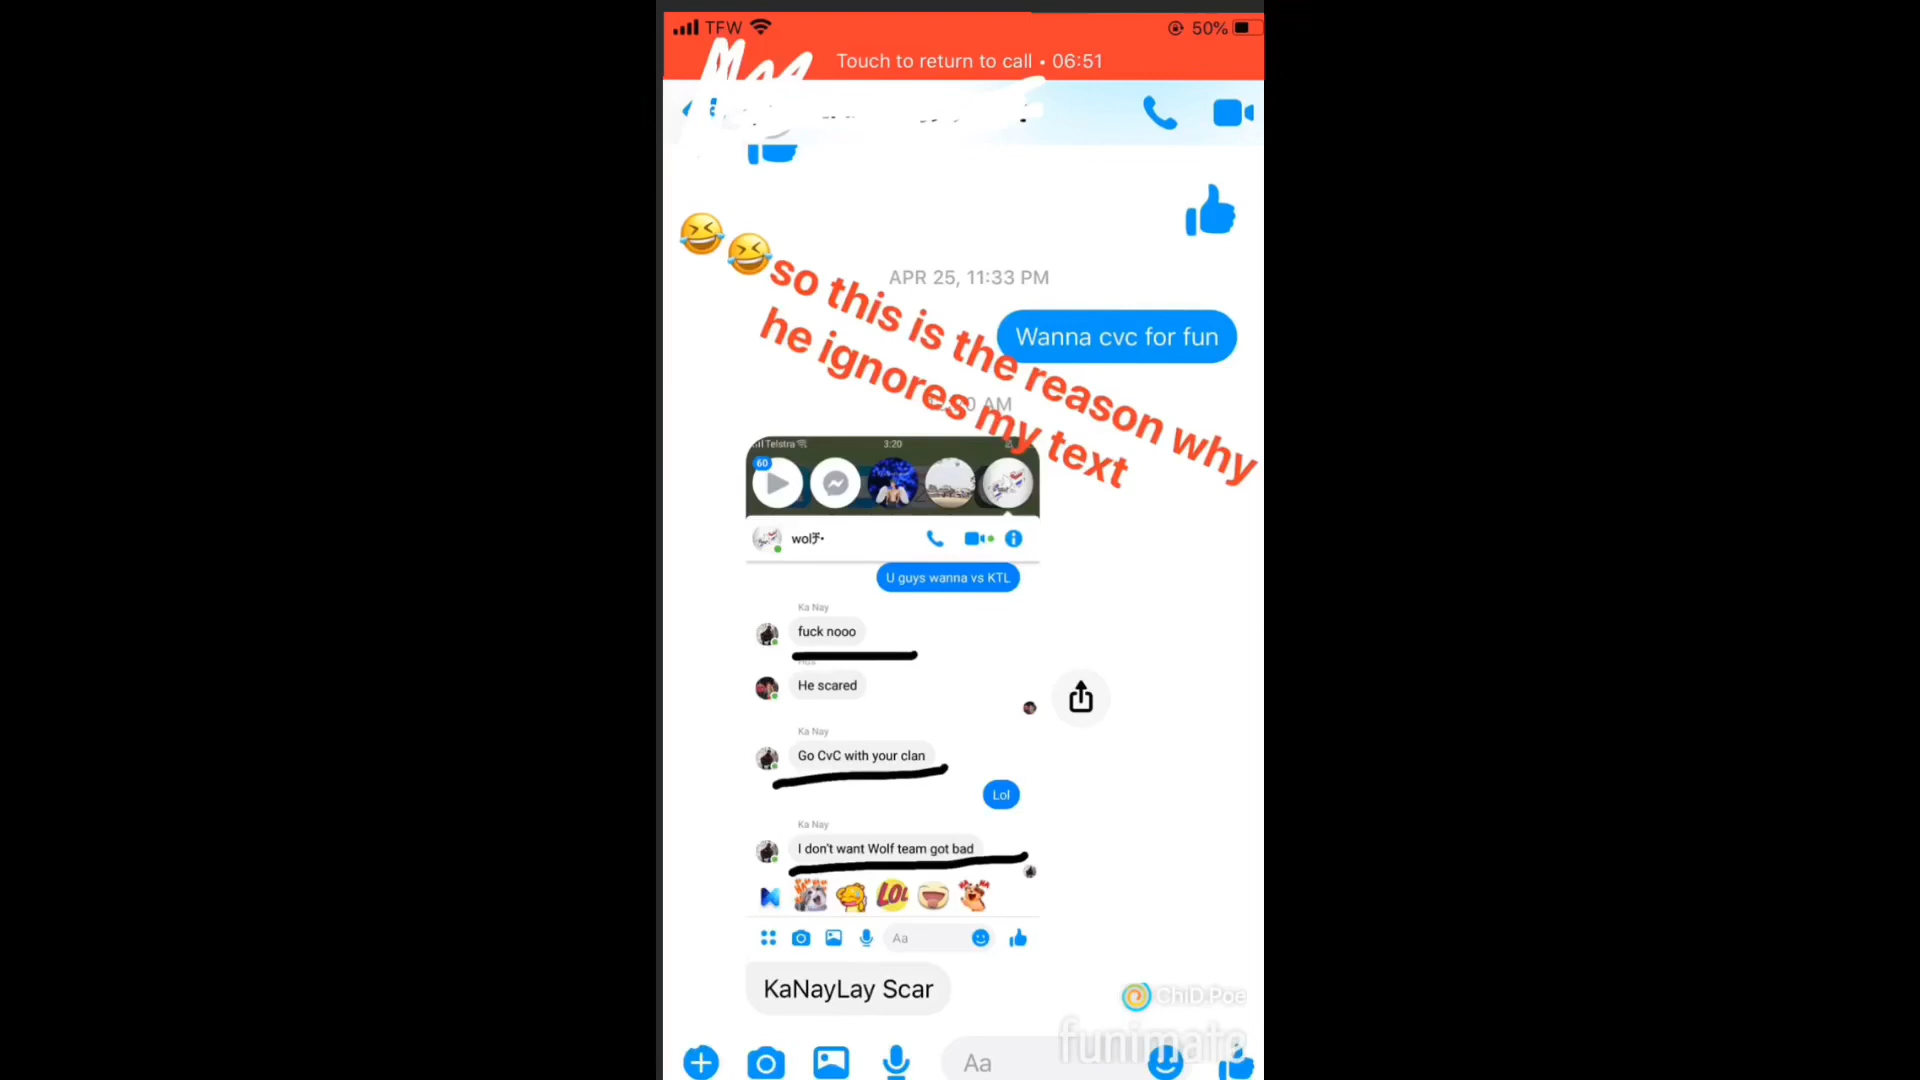 TFW
50%
Touch to return to call • 06:51
APR 25, 11:33 PM
Wanna cvc for fun
so this is the reason why
he ignores my text
AM
Telstra
3:20
60
U guys wanna vs KTL
Ka Nay
fuck nooo
He scared
Ka Nay
Go CvC with your clan
Lol
Ka Nay
I don't want Wolf team got bad
LOL
Aa
KaNayLay Scar
ChiD.Poe
funimate
Aa